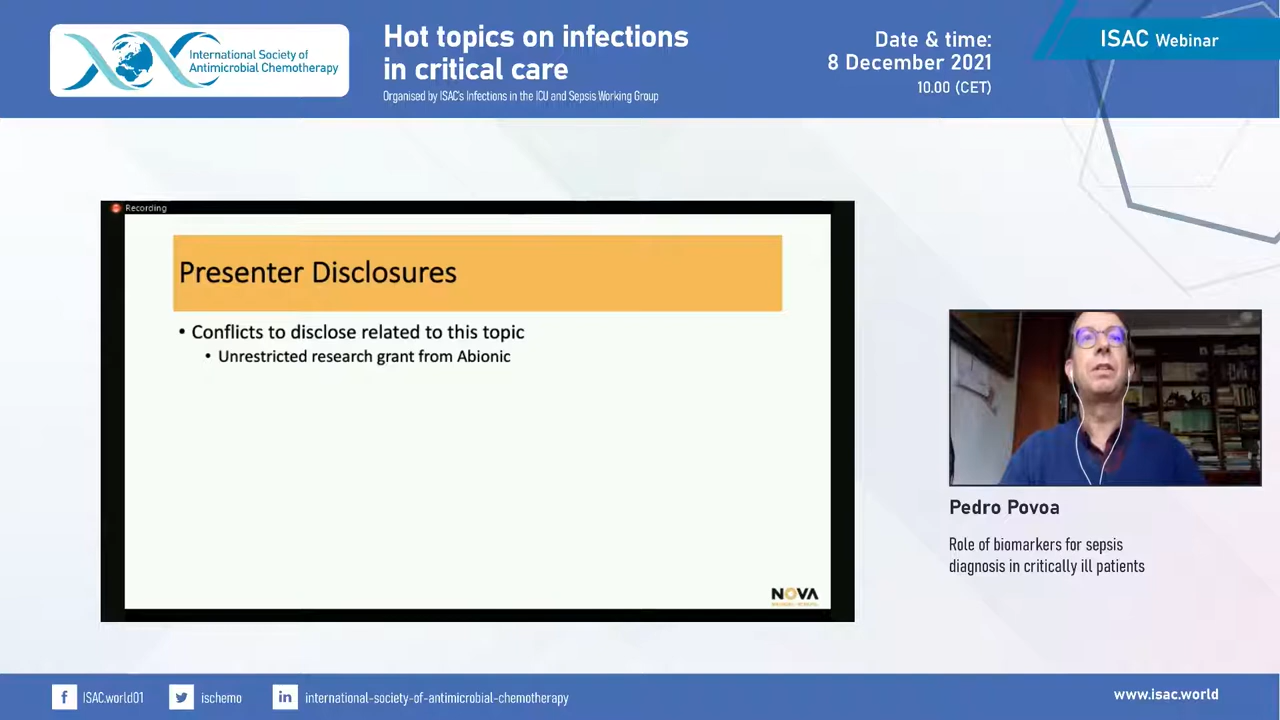 International Society of
Antimicrobial Chemotherapy
Hot topics on infections
in critical care
Organised by ISAC's Infections in the ICU and Sepsis Working Group
Date & time:
8 December 2021
10.00 (CET)
ISAC Webinar
Recording
Presenter Disclosures
• Conflicts to disclose related to this topic
• Unrestricted research grant from Abionic
NOVA
Pedro Povoa
Role of biomarkers for sepsis
diagnosis in critically ill patients
ISAC.world01
ischemo
international-society-of-antimicrobial-chemotherapy
www.isac.world